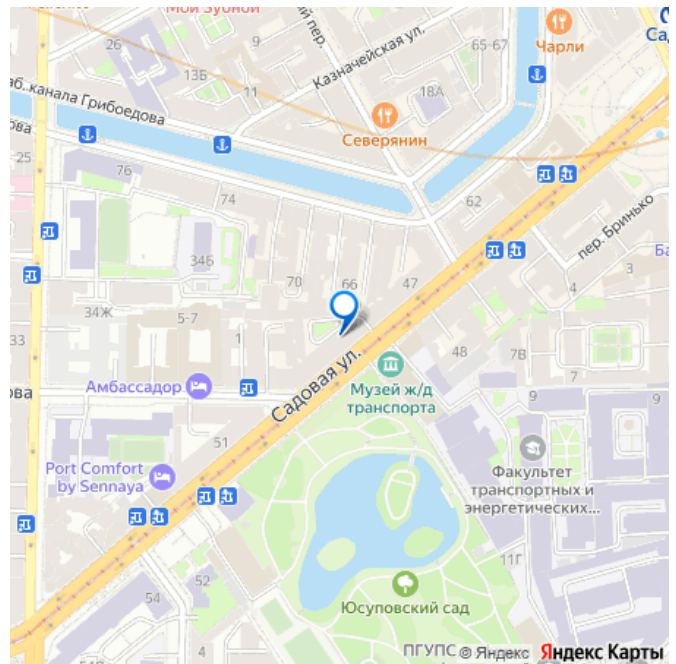 Мой Зубной
26
9
13Б
11
ный пер.
Казначейская ул.
65-67
Чарли
Са
18А
Северянин
аб. канала Грибоедова
ова
25
76
74
62
пер. Бринько
34Б
70
66
47
Ба
4
3
34Ж
5-7
1
33
48
7В
7
Садовая ул.
Музей ж/д
транспорта
Амбассадор
ова
9
9
51
Port Comfort
by Sennaya
Факультет
транспортных и
энергетических...
11Г
52
54
Юсуповский сад
ПГУПС © Яндекс Яндекс Карты